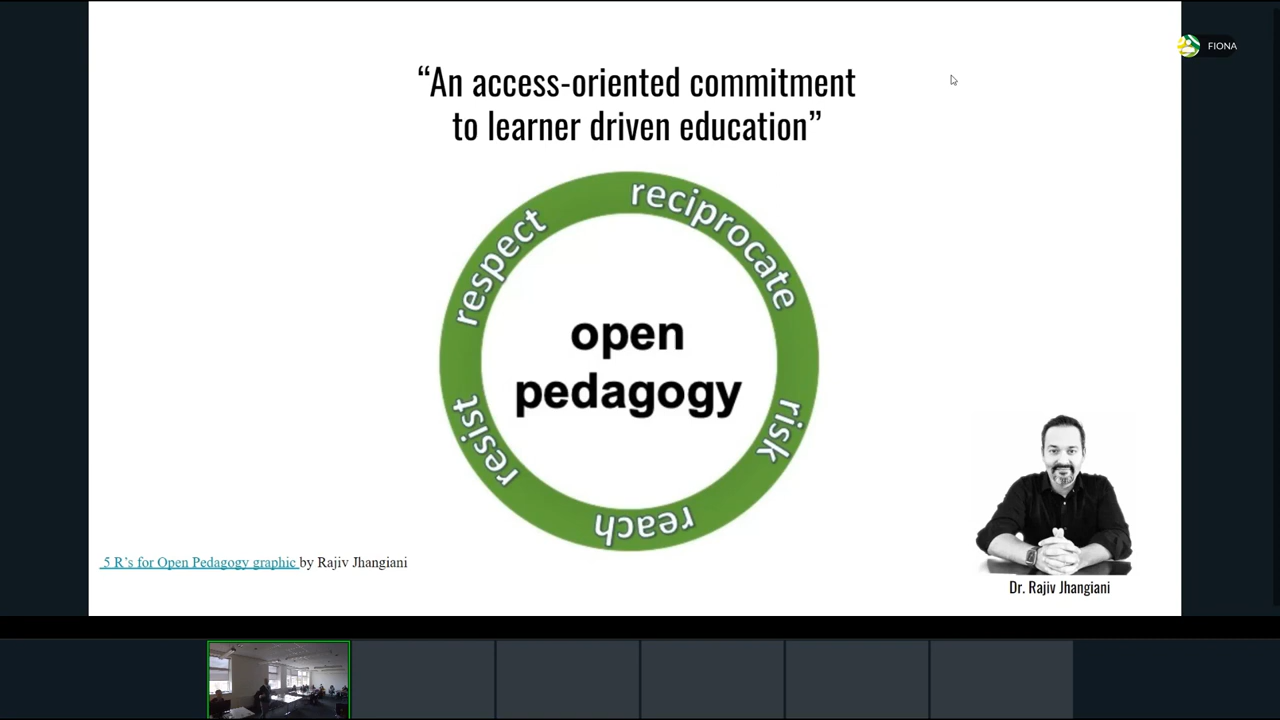 FIONA
“An access-oriented commitment
to learner driven education”
respect
reciprocate
risk
reach
resist
open
pedagogy
5 R’s for Open Pedagogy graphic by Rajiv Jhangiani
Dr. Rajiv Jhangiani